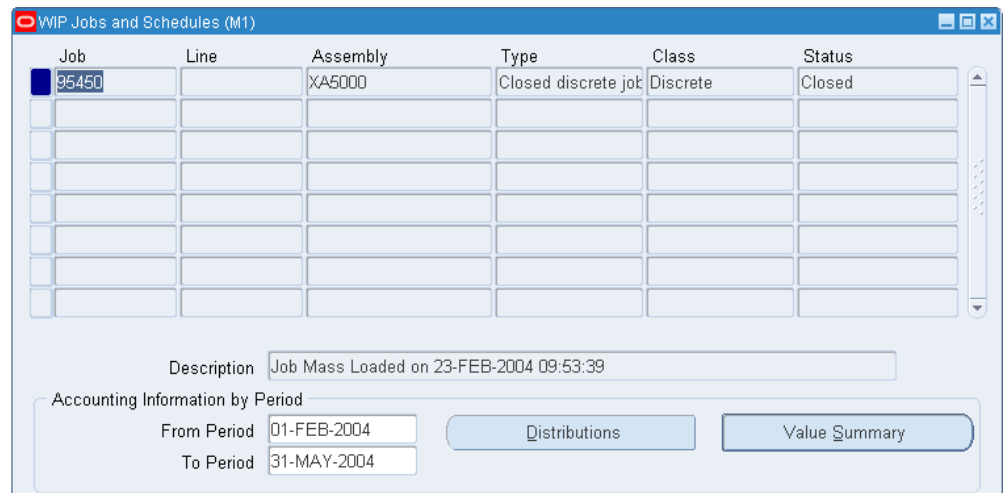 WIP Jobs and Schedules (M1)
Job Line Assembly Type Class Status
95450 XA5000 Closed discrete job Discrete Closed
Description Job Mass Loaded on 23-FEB-2004 09:53:39
Accounting Information by Period
From Period 01-FEB-2004 Distributions Value Summary
To Period 31-MAY-2004